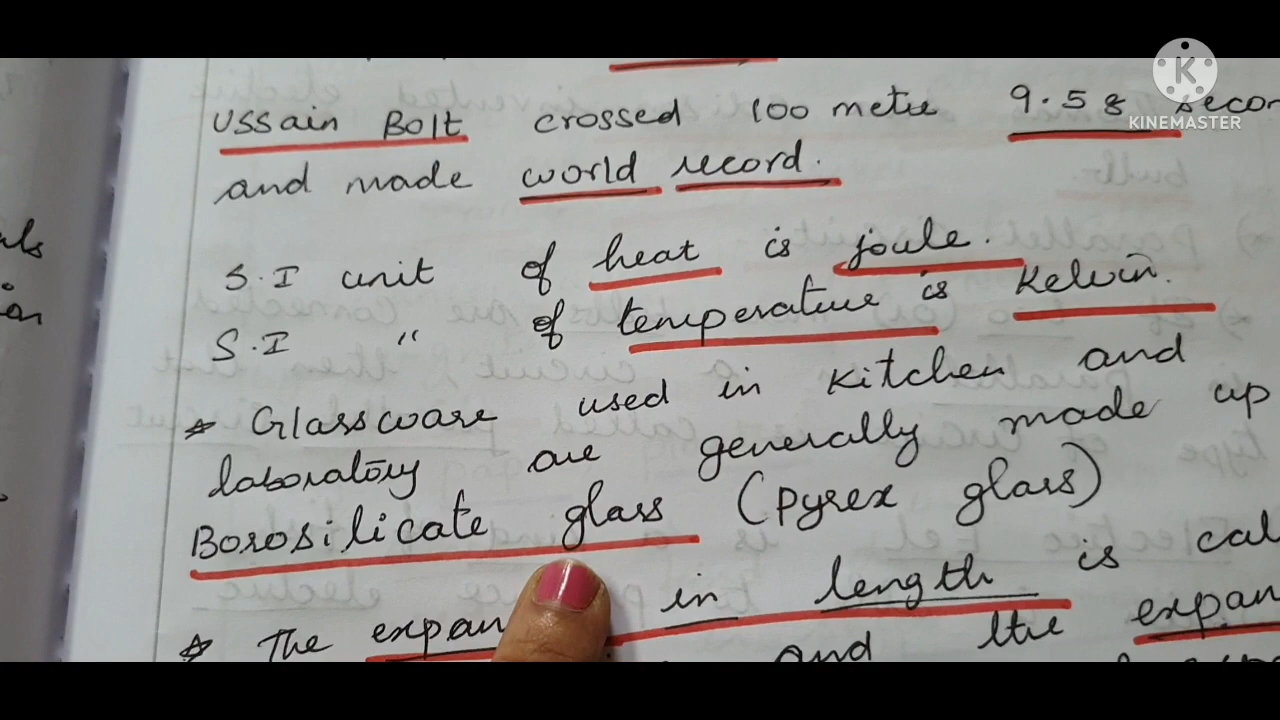 KINEMASTER
Ussain Bolt crossed 100 metre 9.58 secon
and made world record.
S.I unit of heat is joule.
S.I " of temperature is Kelvin.
* Glassware used in Kitchen and
laboratory are generally made up
Borosilicate glass (Pyrex glass)
* The expan in length is cal
and the expan